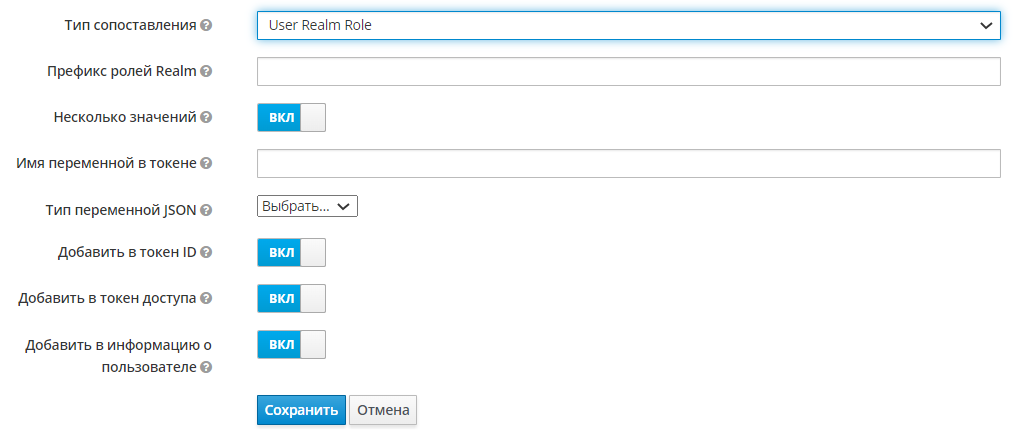 Тип сопоставления
User Realm Role
Префикс ролей Realm
Несколько значений
ВКЛ
Имя переменной в токене
Тип переменной JSON
Выбрать...
Добавить в токен ID
ВКЛ
Добавить в токен доступа
ВКЛ
Добавить в информацию о
пользователе
ВКЛ
Сохранить
Отмена